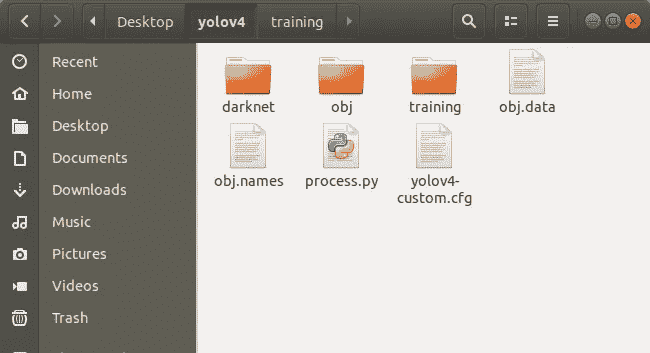 Desktop yolov4 training
Recent
Home
Desktop
Documents
Downloads
Music
Pictures
Videos
Trash
darknet obj training obj.data
obj.names process.py yolov4-
custom.cfg